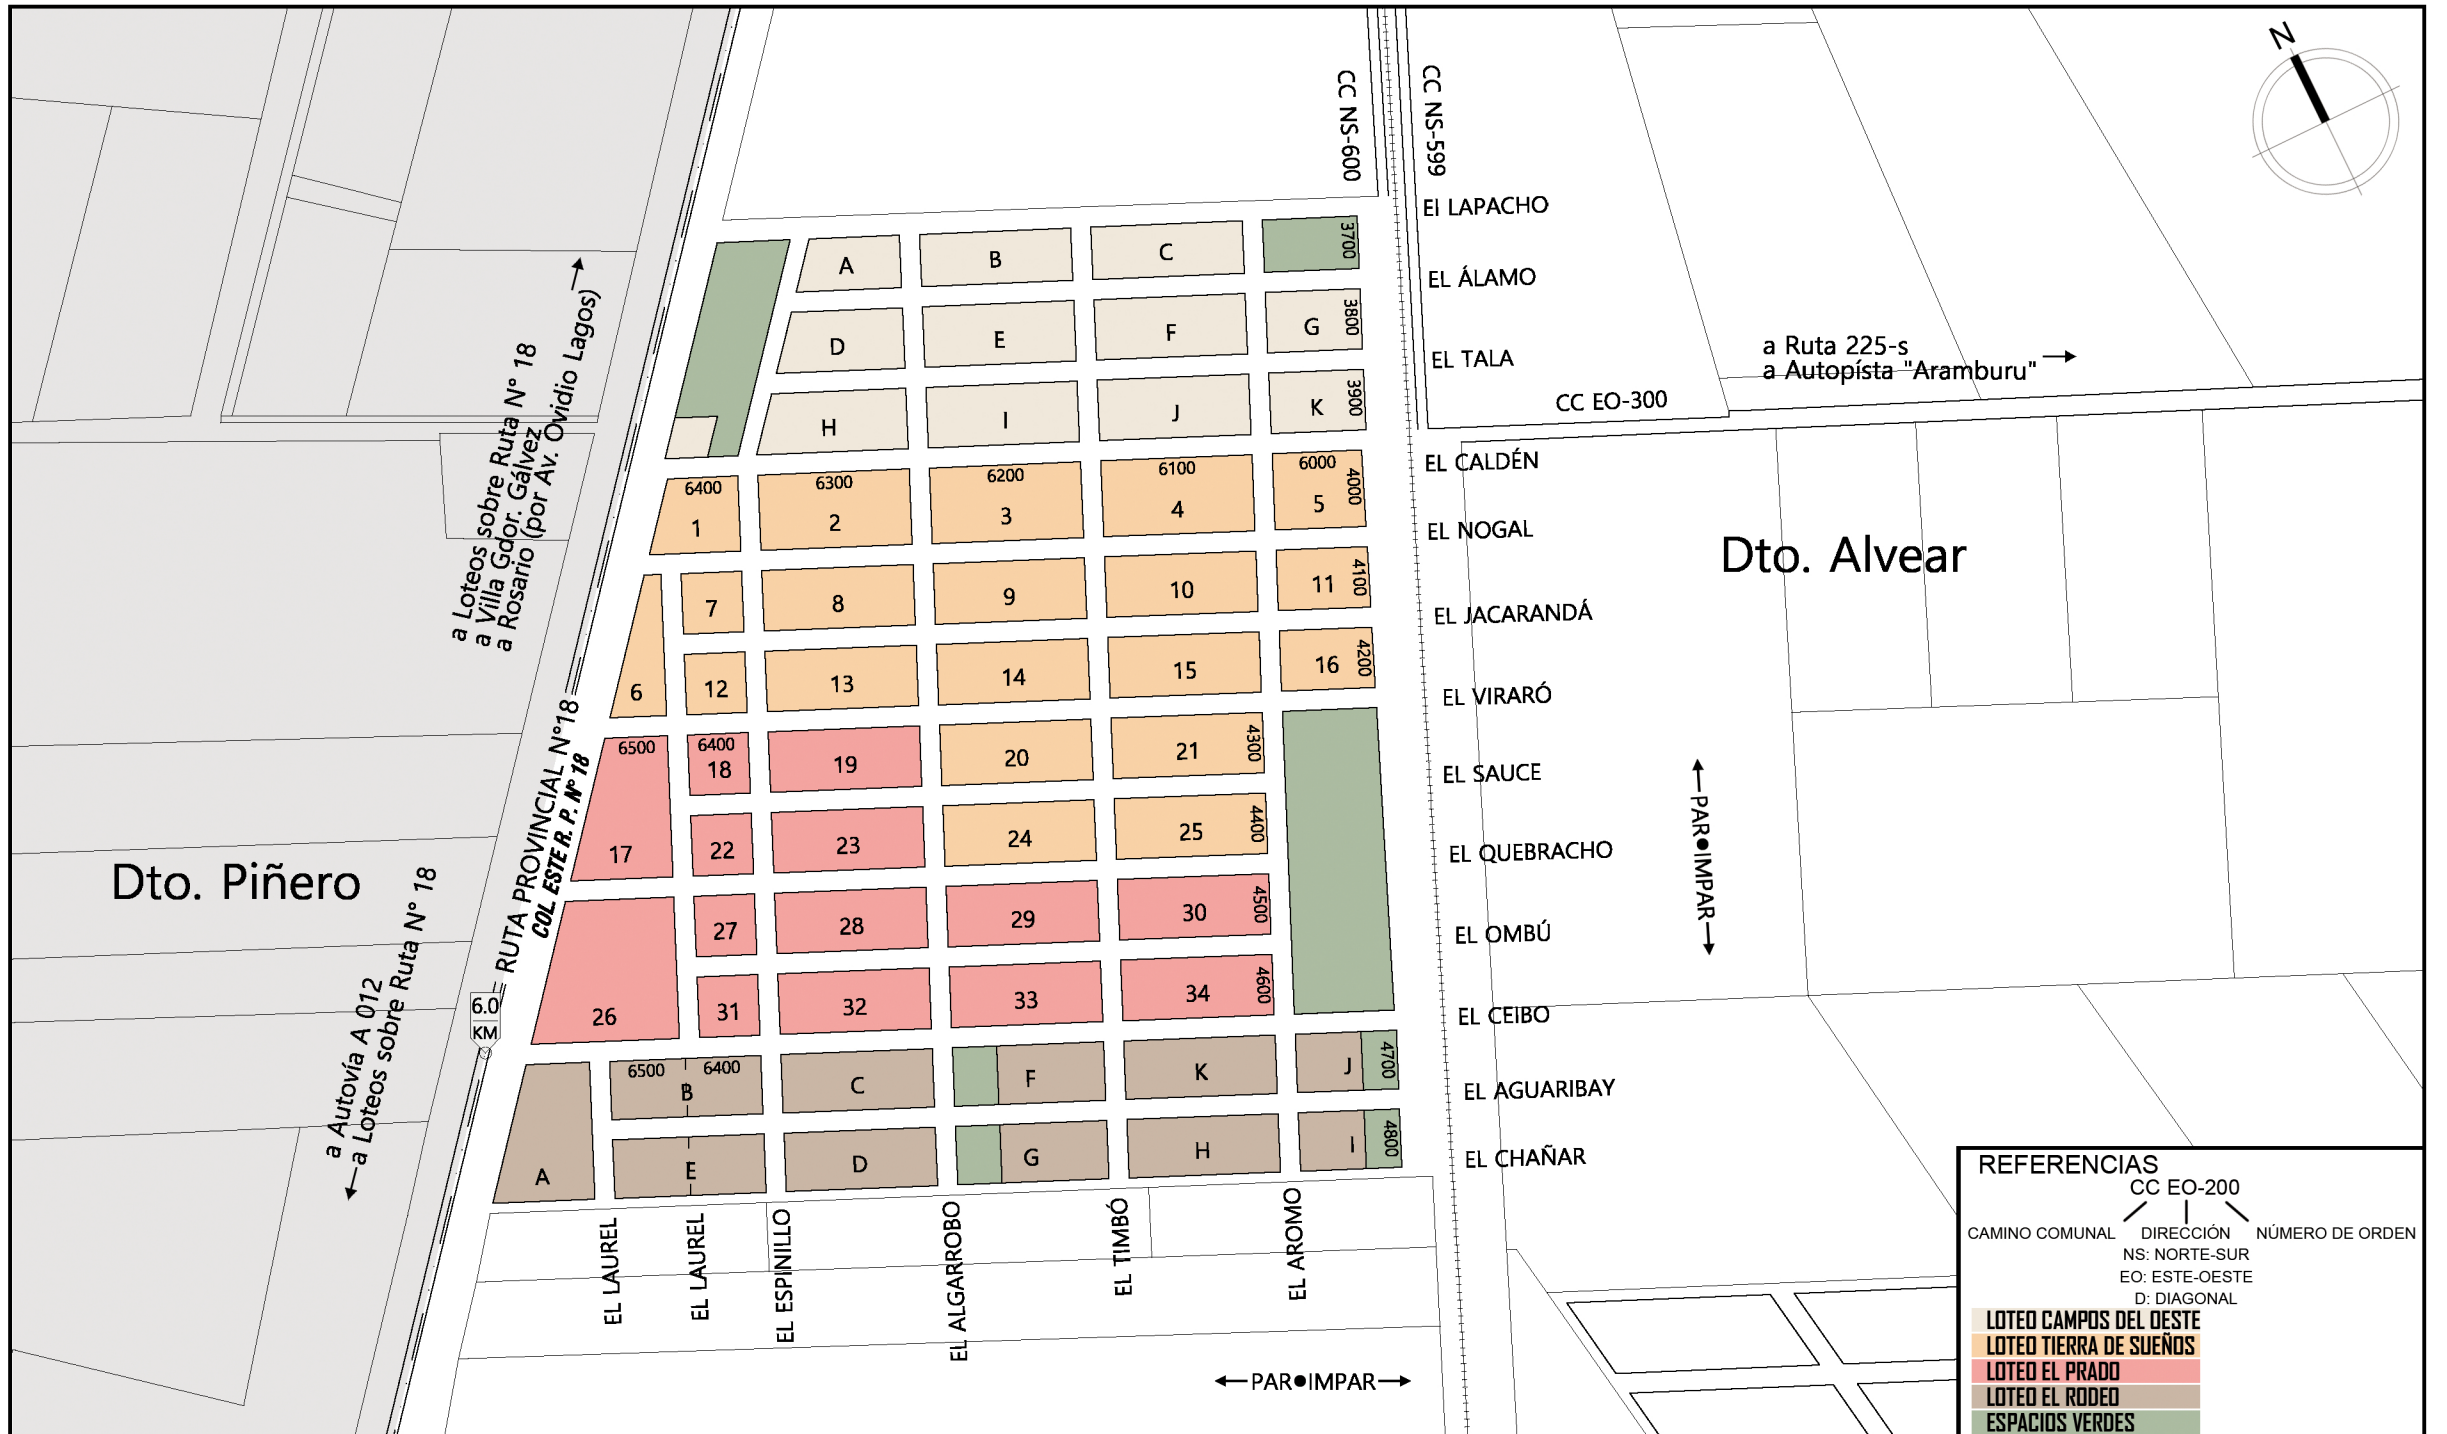 N
CC NS-600
CC NS-599
El LAPACHO
EL ÁLAMO
EL TALA
a Ruta 225-s
a Autopísta "Aramburu"
CC EO-300
EL CALDÉN
EL NOGAL
EL JACARANDÁ
EL VIRARÓ
EL SAUCE
EL QUEBRACHO
EL OMBÚ
EL CEIBO
EL AGUARIBAY
EL CHAÑAR
Dto. Alvear
PAR●IMPAR
a Loteos sobre Ruta N° 18
a Villa Gdor. Gálvez
a Rosario (por Av. Ovidio Lagos)
RUTA PROVINCIAL N°18
COL ESTE R. P. N° 18
Dto. Piñero
a Autovía A 012
a Loteos sobre Ruta N° 18
6.0
KM
A B C 3700
D E F G 3800
H I J K 3900
6400 6300 6200 6100 6000
1 2 3 4 5 4000
7 8 9 10 11 4100
6 12 13 14 15 16 4200
6500 6400
18 19 20 21 4300
17 22 23 24 25 4400
27 28 29 30 4500
26 31 32 33 34 4600
6500 6400
B C F K J 4700
A E D G H I 4800
EL LAUREL
EL LAUREL
EL ESPINILLO
EL ALGARROBO
EL TIMBÓ
EL AROMO
PAR●IMPAR
REFERENCIAS
CC EO-200
CAMINO COMUNAL DIRECCIÓN NÚMERO DE ORDEN
NS: NORTE-SUR
EO: ESTE-OESTE
D: DIAGONAL
LOTEO CAMPOS DEL OESTE
LOTEO TIERRA DE SUEÑOS
LOTEO EL PRADO
LOTEO EL RODEO
ESPACIOS VERDES